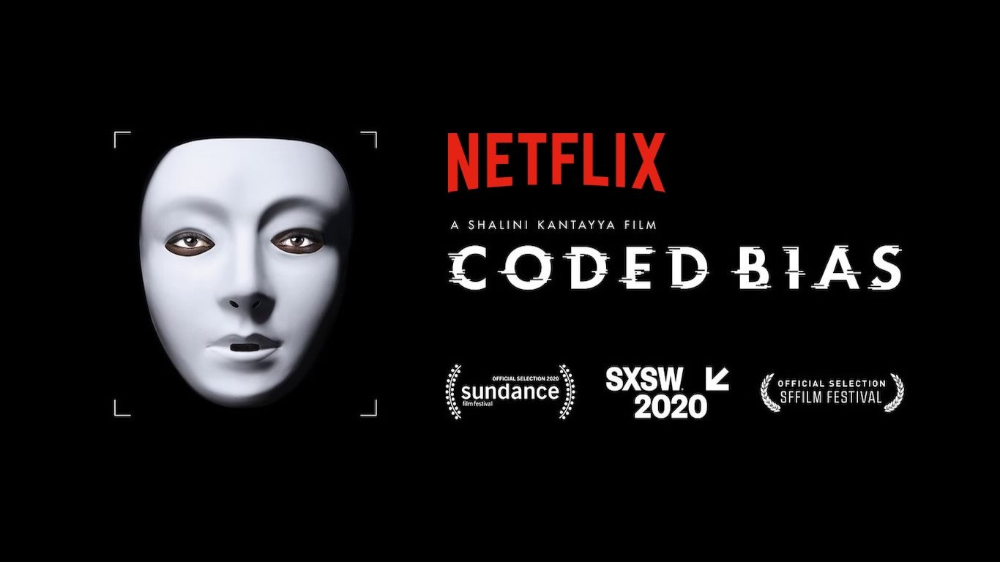 NETFLIX
A SHALINI KANTAYYA FILM
CODED BIAS
OFFICIAL SELECTION 2020
sundance
film festival
SXSW.
2020
OFFICIAL SELECTION
SFFILM FESTIVAL